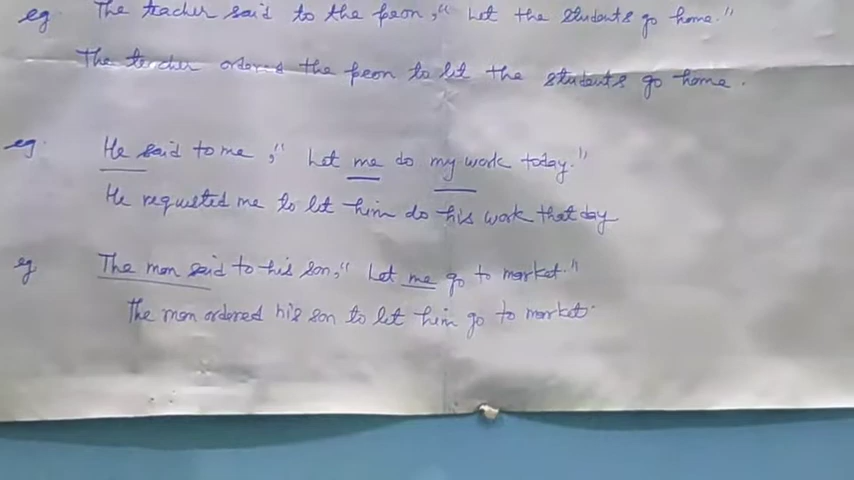 eg. The teacher said to the peon, "Let the students go home."
The teacher ordered the peon to let the students go home.
eg. He said to me, "Let me do my work today."
He requested me to let him do his work that day
eg The man said to his son, "Let me go to market."
The man ordered his son to let him go to market.